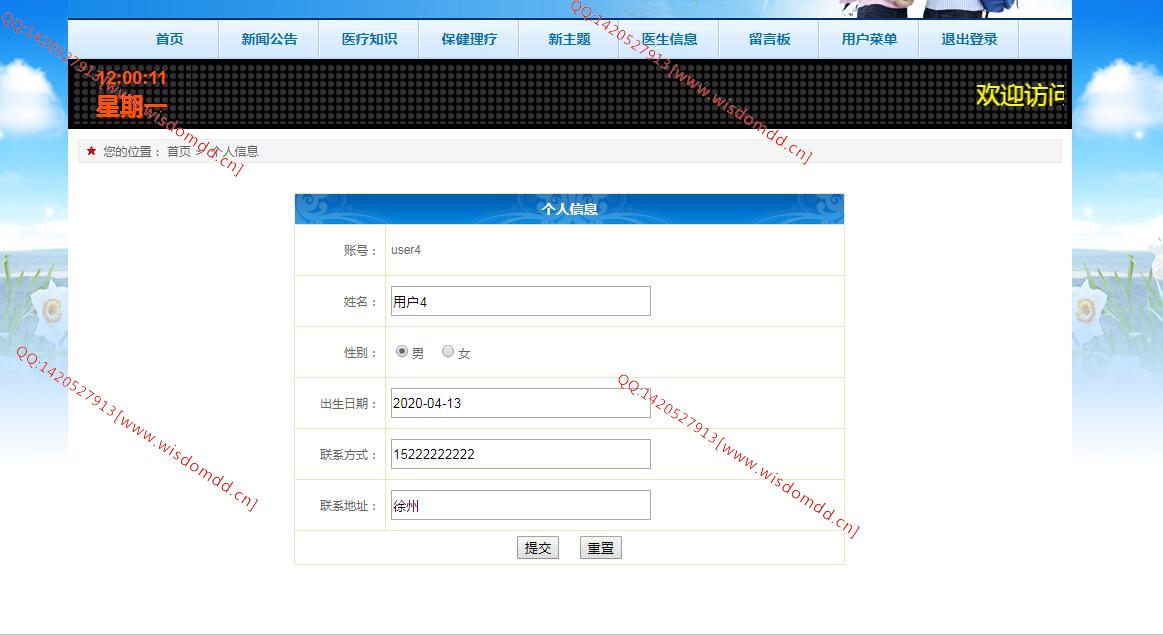 首页 新闻公告 医疗知识 保健理疗 新主题 医生信息 留言板 用户菜单 退出登录
12:00:11
星期一
欢迎访问
★ 您的位置： 首页 > 个人信息
个人信息
账号： user4
姓名： 用户4
性别： 男 女
出生日期： 2020-04-13
联系方式： 15222222222
联系地址： 徐州
提交 重置
QQ:1420527913[www.wisdomdd.cn]
QQ:1420527913[www.wisdomdd.cn]
QQ:1420527913[www.wisdomdd.cn]
QQ:1420527913[www.wisdomdd.cn]